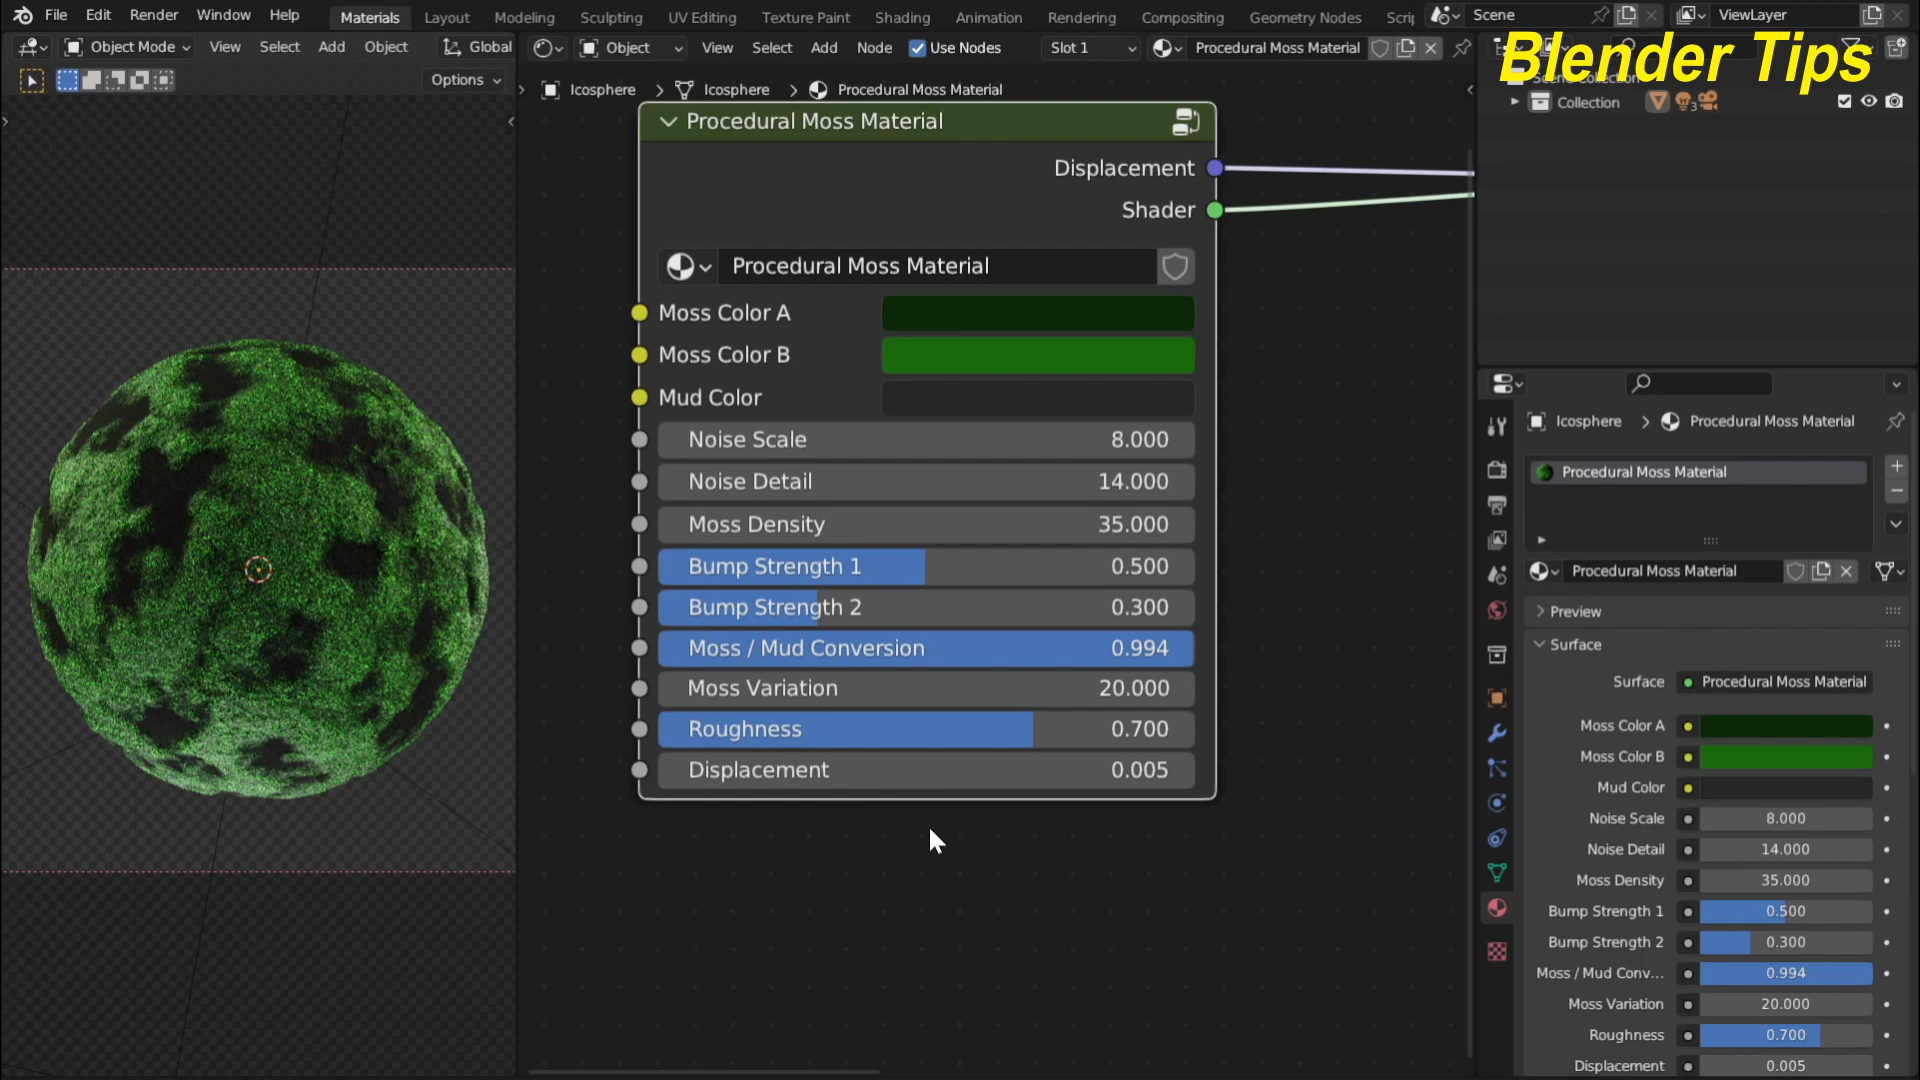 File Edit Render Window Help Materials Layout Modeling Sculpting UV Editing Texture Paint Shading Animation Rendering Compositing Geometry Nodes Scrip Scene ViewLayer
Object Mode View Select Add Object Global Object View Select Add Node Use Nodes Slot 1 Procedural Moss Material
Blender Tips
Options
Icosphere Icosphere Procedural Moss Material
Scene Collection
Collection
3
Procedural Moss Material
Displacement
Shader
Procedural Moss Material
Moss Color A
Moss Color B
Mud Color
Noise Scale 8.000
Noise Detail 14.000
Moss Density 35.000
Bump Strength 1 0.500
Bump Strength 2 0.300
Moss / Mud Conversion 0.994
Moss Variation 20.000
Roughness 0.700
Displacement 0.005
Icosphere Procedural Moss Material
Procedural Moss Material
Procedural Moss Material
Preview
Surface
Surface Procedural Moss Material
Moss Color A
Moss Color B
Mud Color
Noise Scale 8.000
Noise Detail 14.000
Moss Density 35.000
Bump Strength 1 0.500
Bump Strength 2 0.300
Moss / Mud Conv... 0.994
Moss Variation 20.000
Roughness 0.700
Displacement 0.005